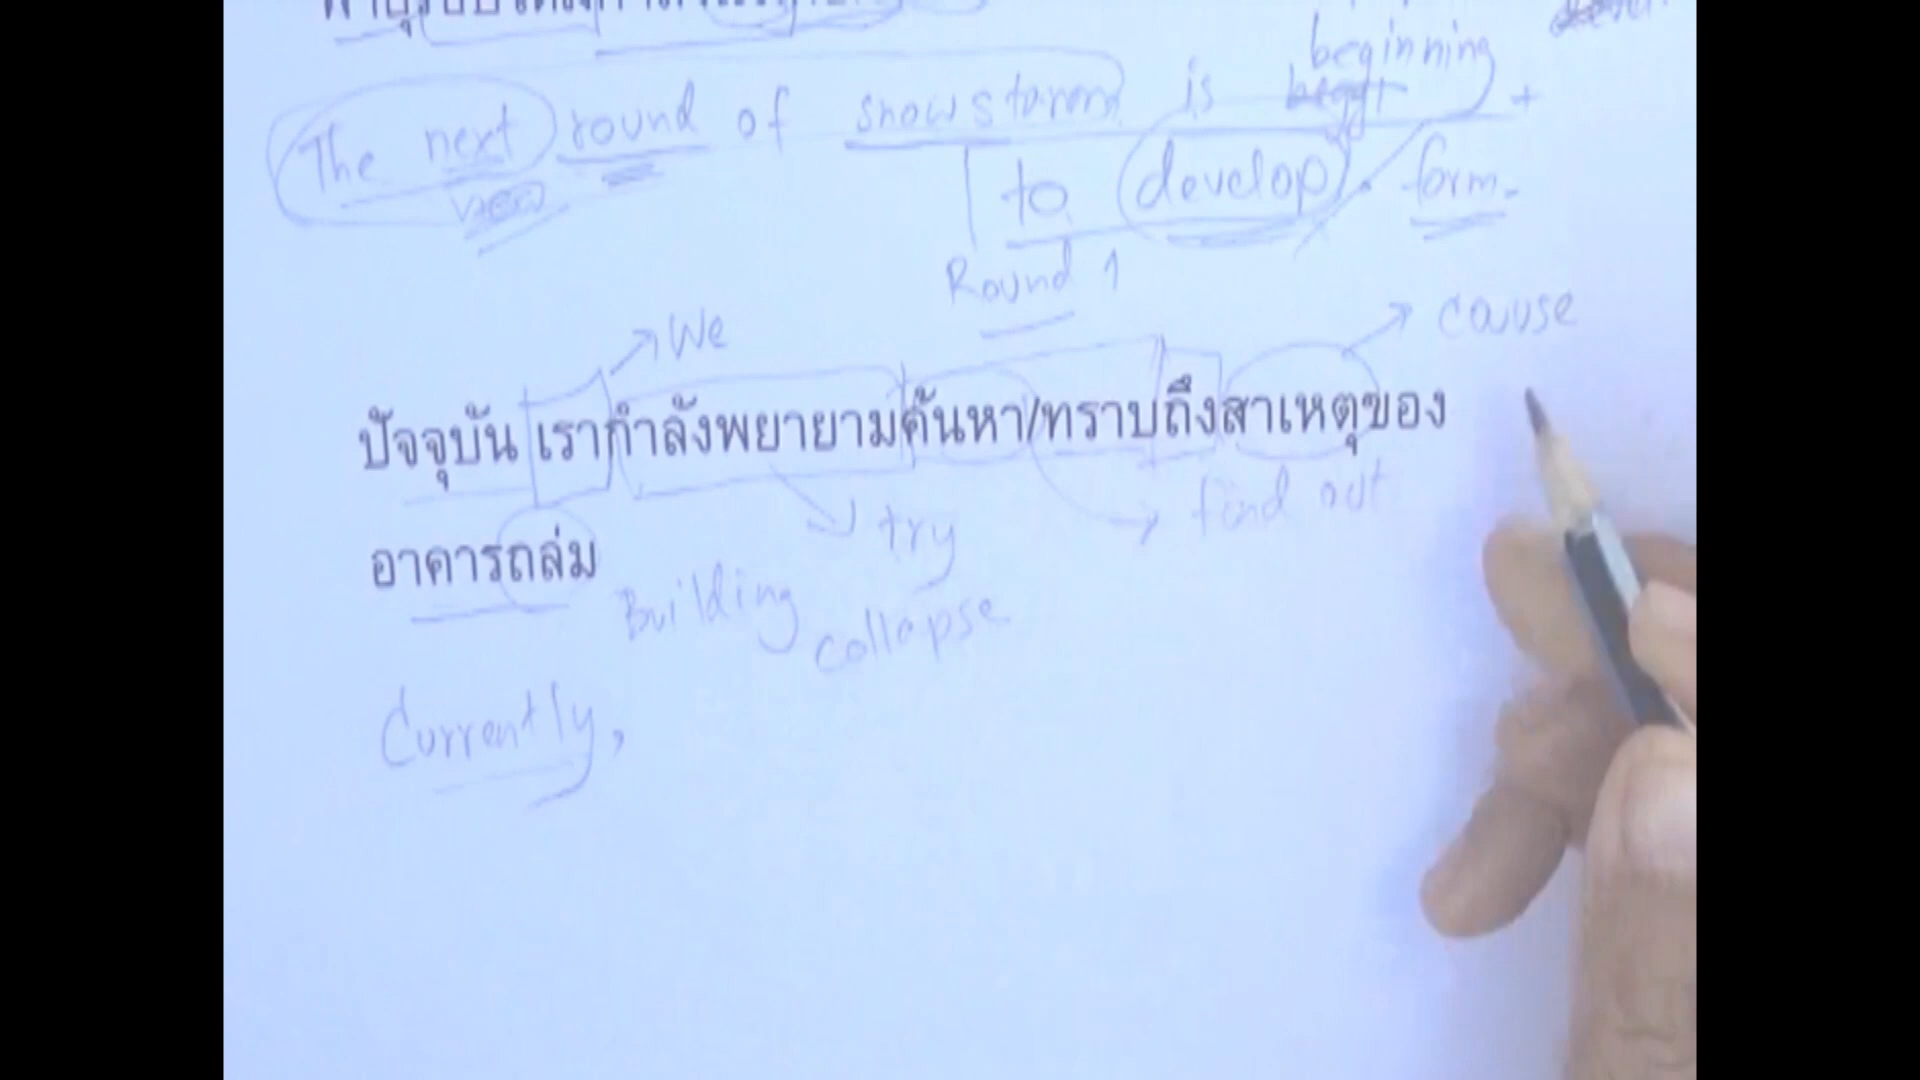 beginning
The next round of snowstorm is +
new to develop. form.
Round 1
We cause
ปัจจุบัน เรากำลังพยายามค้นหา/ทราบถึงสาเหตุของ
try find out
อาคารถล่ม
Building collapse
Currently,